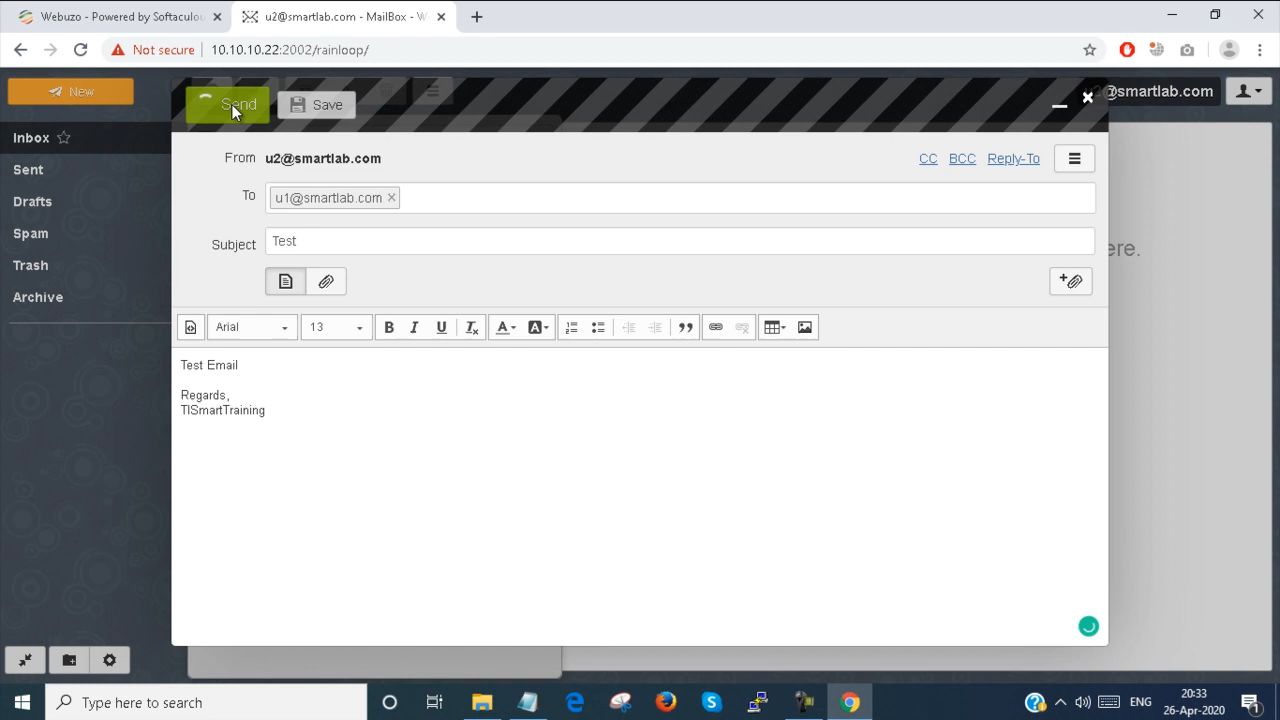 Webuzo - Powered by Softaculou
u2@smartlab.com - MailBox - W
Not secure
10.10.10.22:2002/rainloop/
New
Send
Save
@smartlab.com
Inbox
From
u2@smartlab.com
CC
BCC
Reply-To
Sent
To
u1@smartlab.com
Drafts
Spam
Subject
Test
ere.
Trash
Archive
Arial
13
B
I
U
Test Email
Regards,
TISmartTraining
Type here to search
ENG
20:33
26-Apr-2020